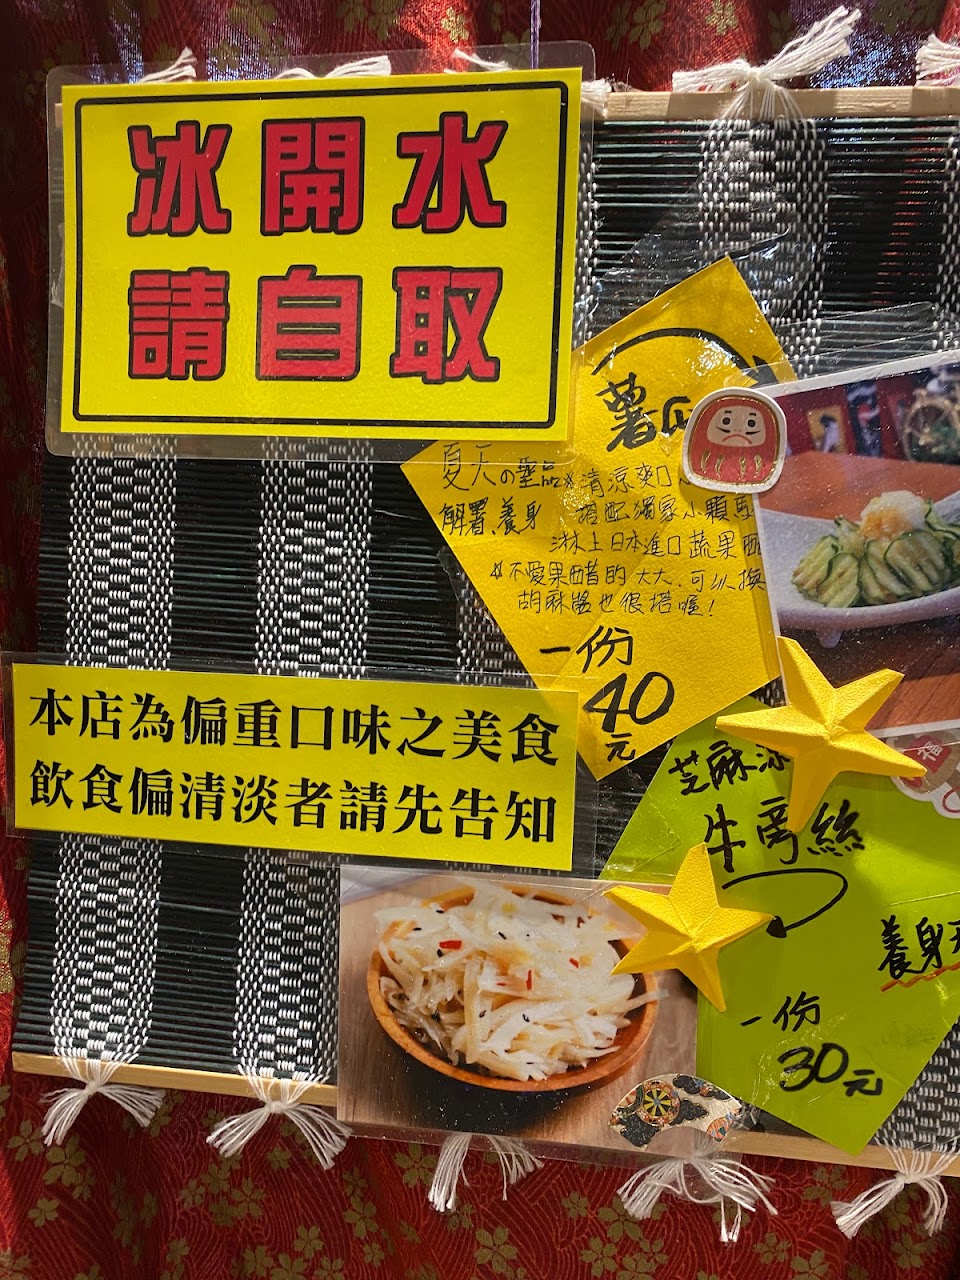 冰開水
請自取
薯
夏天の聖品
解署、養身
清涼爽口
搭配獨家小顆
淋上日本進口蔬果醋
不愛果醋的大大.可以換
胡麻醬也很搭喔!
一份
40
元
本店為偏重口味之美食
飲食偏清淡者請先告知
芝麻涼
牛蒡絲
養身
一份
30元
福